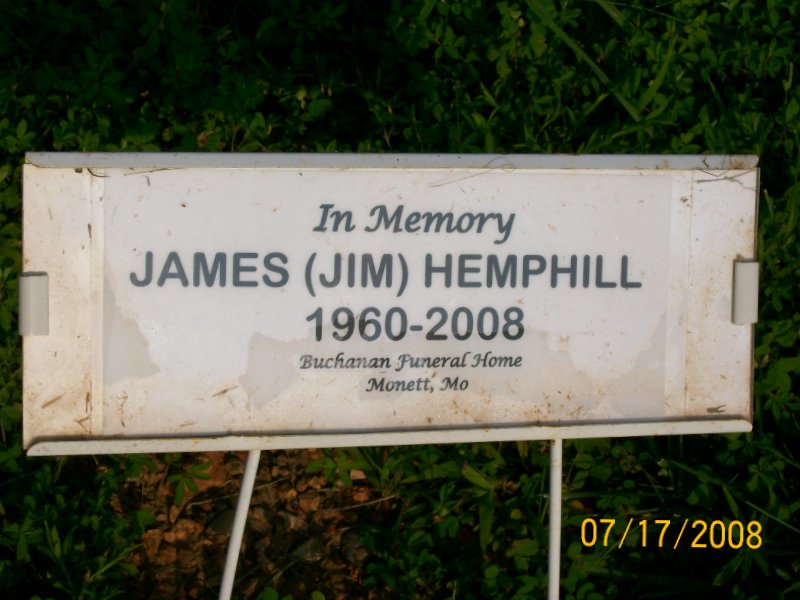 In Memory
JAMES (JIM) HEMPHILL
1960-2008
Buchanan Funeral Home
Monett, Mo
07/17/2008